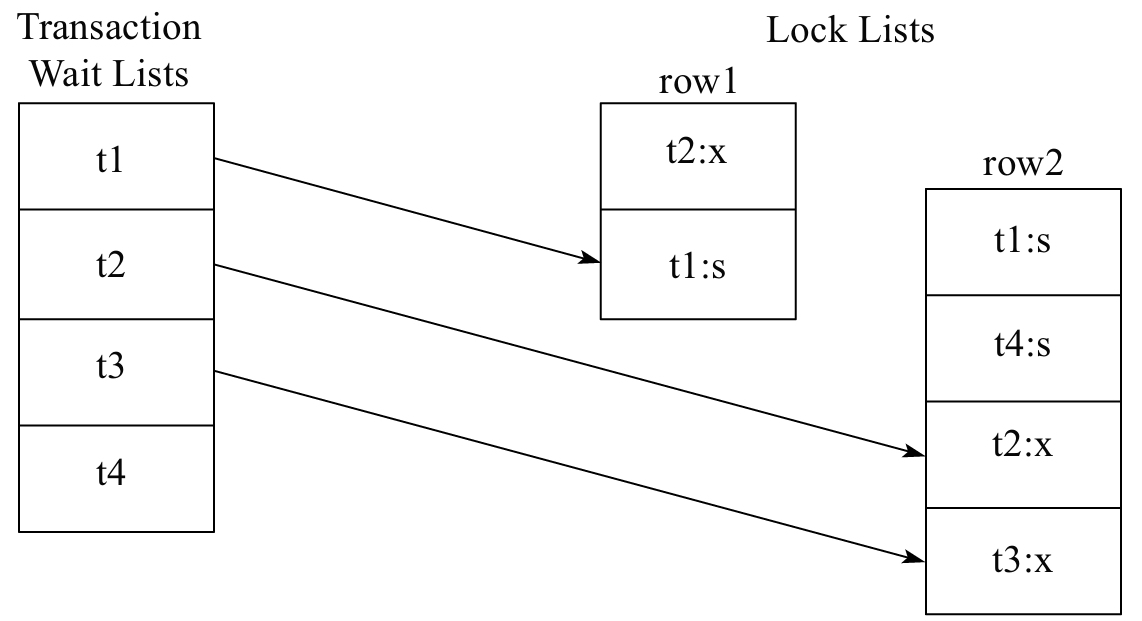 Transaction
Wait Lists
t1
t2
t3
t4
Lock Lists
row1
t2:x
t1:s
row2
t1:s
t4:s
t2:x
t3:x